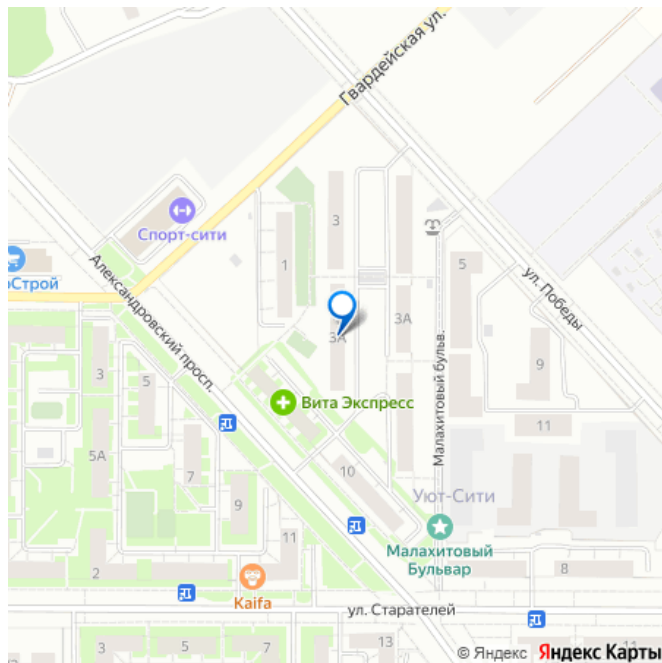 Гвардейская ул.
Спорт-сити
3
1
5
оСтрой
Александровский просп.
ул. Победы
3А
3А
Малахитовый бульв.
9
3
5
Вита Экспресс
11
5А
7
10
9
Уют-Сити
11
Малахитовый
Бульвар
2
8
Kaifa
ул. Старателей
3
5
7
13
© Яндекс Яндекс Карты